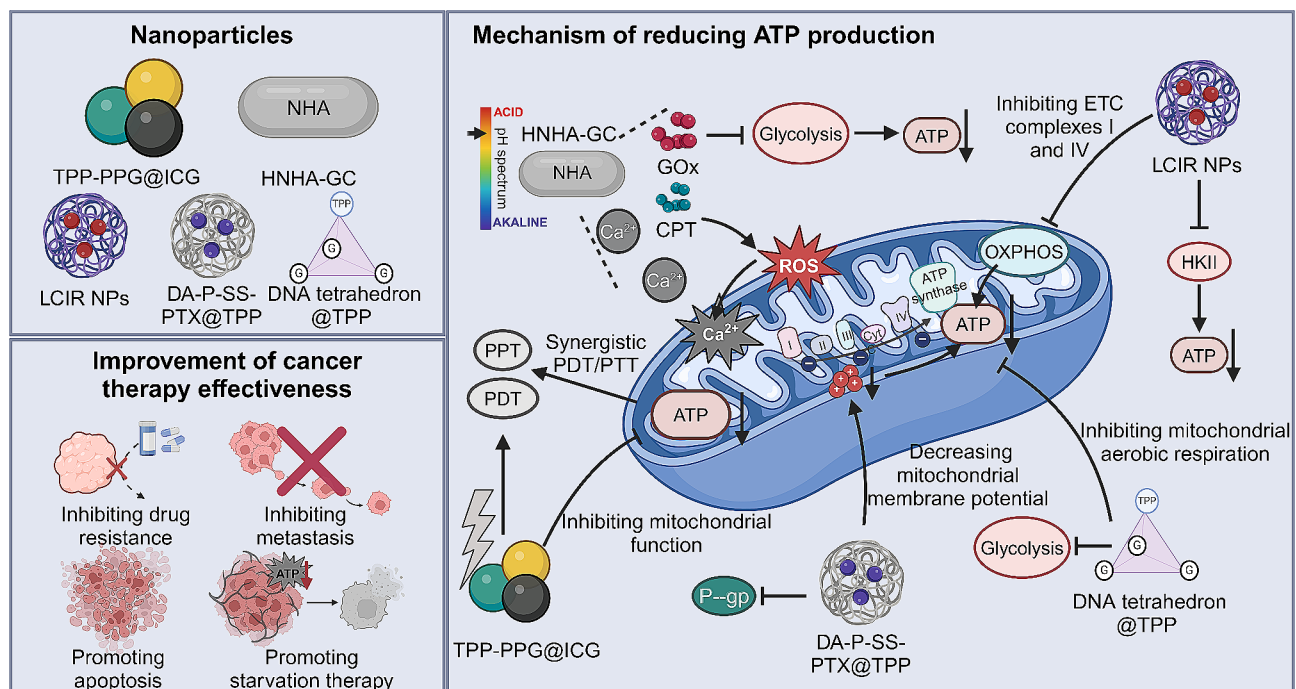 Nanoparticles
NHA
TPP-PPG@ICG
HNHA-GC
TPP
G
G
G
LCIR NPs
DA-P-SS-
PTX@TPP
DNA tetrahedron
@TPP
Improvement of cancer
therapy effectiveness
Inhibiting drug
resistance
Inhibiting
metastasis
ATP
Promoting
apoptosis
Promoting
starvation therapy
Mechanism of reducing ATP production
ACID
pH spectrum
AKALINE
HNHA-GC
NHA
Ca2+
Ca2+
GOx
CPT
Glycolysis
ATP
Inhibiting ETC
complexes I
and IV
LCIR NPs
HKII
ATP
ROS
Ca2+
OXPHOS
ATP
synthase
I
II
III
Cyt
IV
ATP
ATP
PPT
PDT
Synergistic
PDT/PTT
Inhibiting mitochondrial
function
TPP-PPG@ICG
Decreasing
mitochondrial
membrane potential
P--gp
DA-P-SS-
PTX@TPP
Inhibiting mitochondrial
aerobic respiration
Glycolysis
TPP
G
G
G
DNA tetrahedron
@TPP